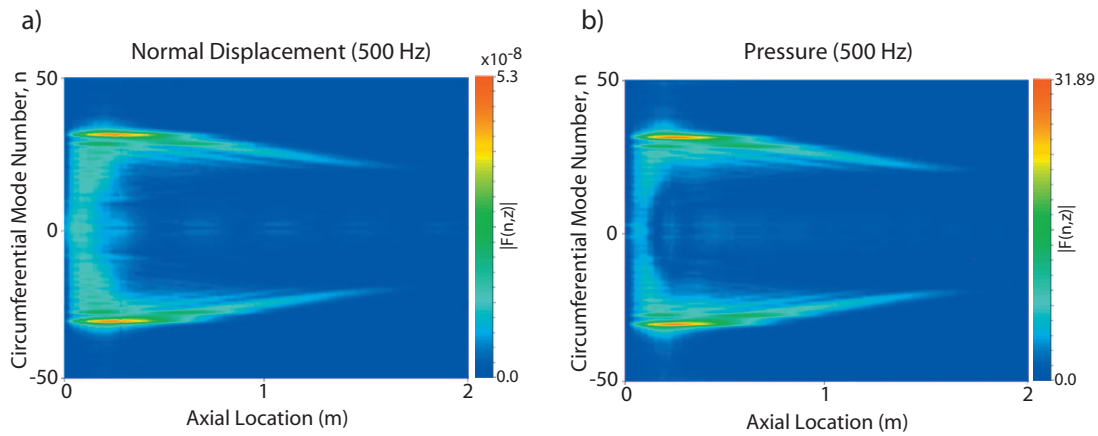 a)
Normal Displacement (500 Hz)
x10-8
5.3
50
0
-50
Circumferential Mode Number, n
0
1
2
Axial Location (m)
|F(n,z)|
0.0
b)
Pressure (500 Hz)
31.89
50
0
-50
Circumferential Mode Number, n
0
1
2
Axial Location (m)
|F(n,z)|
0.0